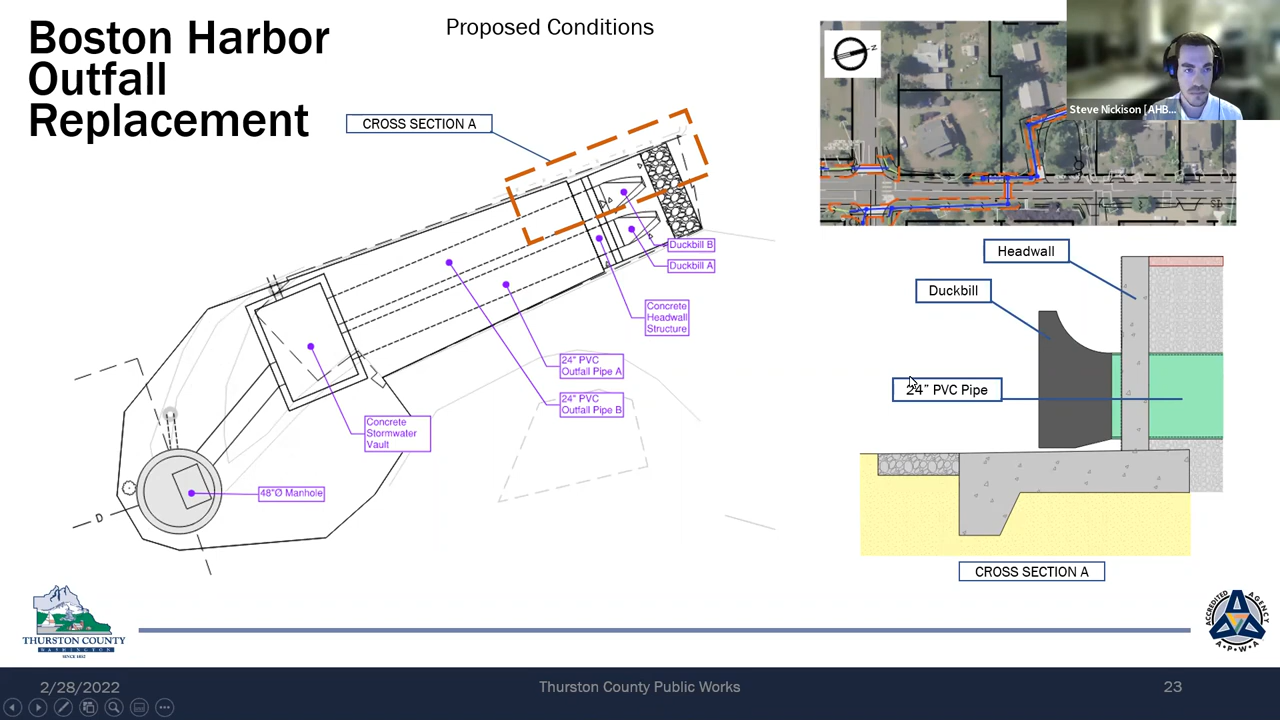 Boston Harbor
Outfall
Replacement
Proposed Conditions
CROSS SECTION A
Duckbill B
Duckbill A
Concrete
Headwall
Structure
24" PVC
Outfall Pipe A
24" PVC
Outfall Pipe B
Concrete
Stormwater
Vault
48"Ø Manhole
D
Steve Nickison [AHB...
Headwall
Duckbill
24” PVC Pipe
CROSS SECTION A
THURSTON COUNTY
WASHINGTON
SINCE 1852
ACCREDITED AGENCY
A•P•W•A
2/28/2022
Thurston County Public Works
23